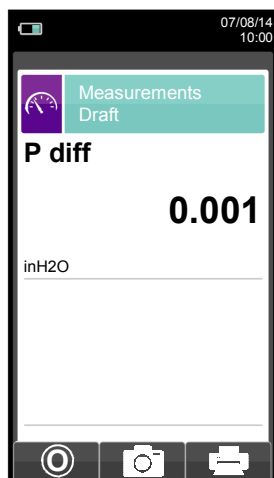 07/08/14
10:00
Measurements
Draft
P diff
0.001
inH2O